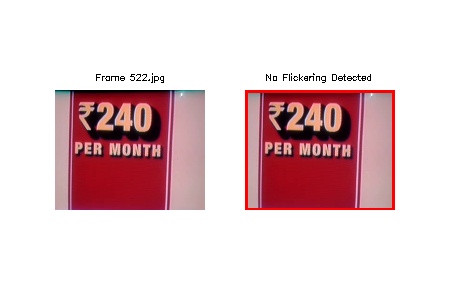 Frame 522.jpg
₹240
PER MONTH
No Flickering Detected
₹240
PER MONTH